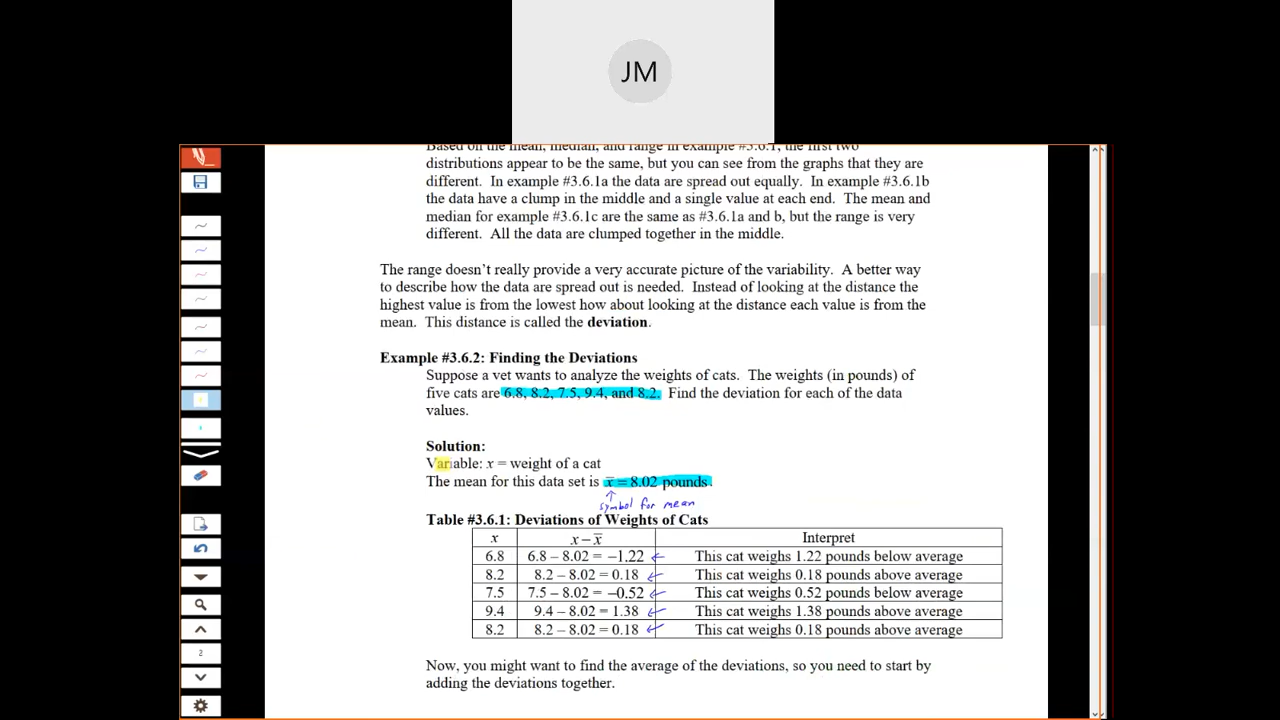 JM
Based on the mean, median, and range in example #3.6.1, the first two
distributions appear to be the same, but you can see from the graphs that they are
different. In example #3.6.1a the data are spread out equally. In example #3.6.1b
the data have a clump in the middle and a single value at each end. The mean and
median for example #3.6.1c are the same as #3.6.1a and b, but the range is very
different. All the data are clumped together in the middle.
The range doesn't really provide a very accurate picture of the variability. A better way
to describe how the data are spread out is needed. Instead of looking at the distance the
highest value is from the lowest how about looking at the distance each value is from the
mean. This distance is called the deviation.
Example #3.6.2: Finding the Deviations
Suppose a vet wants to analyze the weights of cats. The weights (in pounds) of
five cats are 6.8, 8.2, 7.5, 9.4, and 8.2. Find the deviation for each of the data
values.
Solution:
Variable: x = weight of a cat
The mean for this data set is x̅ = 8.02 pounds.
symbol for mean
Table #3.6.1: Deviations of Weights of Cats
x x – x̅ Interpret
6.8 6.8 – 8.02 = −1.22 ← This cat weighs 1.22 pounds below average
8.2 8.2 – 8.02 = 0.18 ← This cat weighs 0.18 pounds above average
7.5 7.5 – 8.02 = −0.52 ← This cat weighs 0.52 pounds below average
9.4 9.4 – 8.02 = 1.38 ← This cat weighs 1.38 pounds above average
8.2 8.2 – 8.02 = 0.18 ← This cat weighs 0.18 pounds above average
2
Now, you might want to find the average of the deviations, so you need to start by
adding the deviations together.